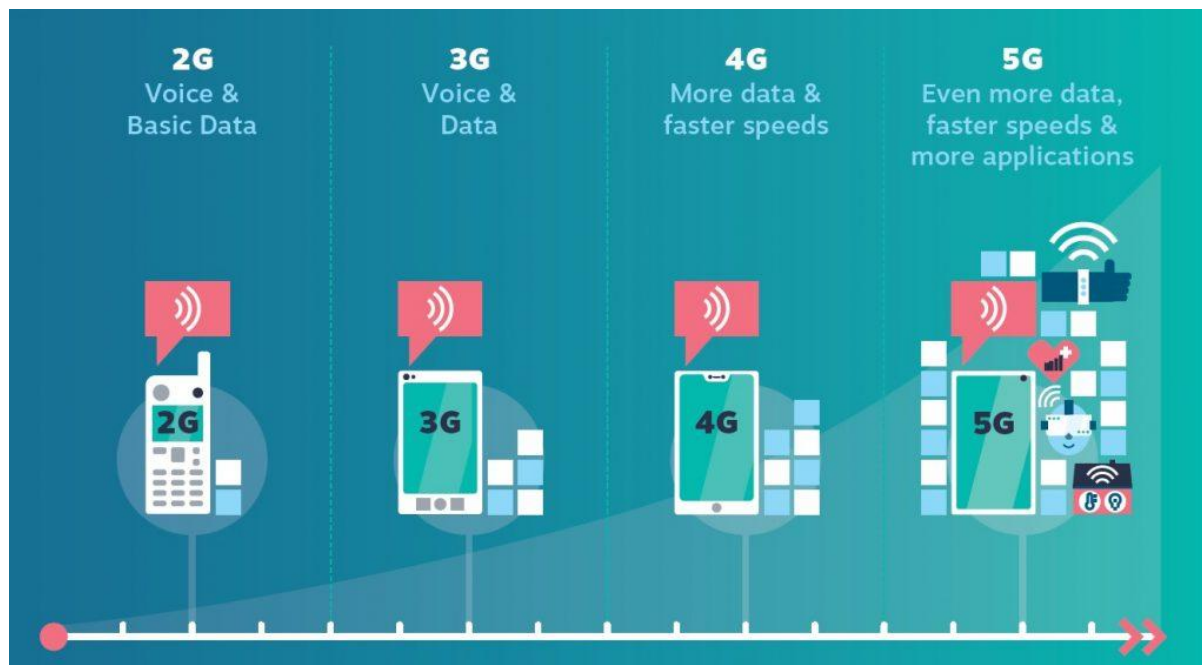 2G
Voice &
Basic Data
3G
Voice &
Data
4G
More data &
faster speeds
5G
Even more data,
faster speeds &
more applications
2G
3G
4G
5G